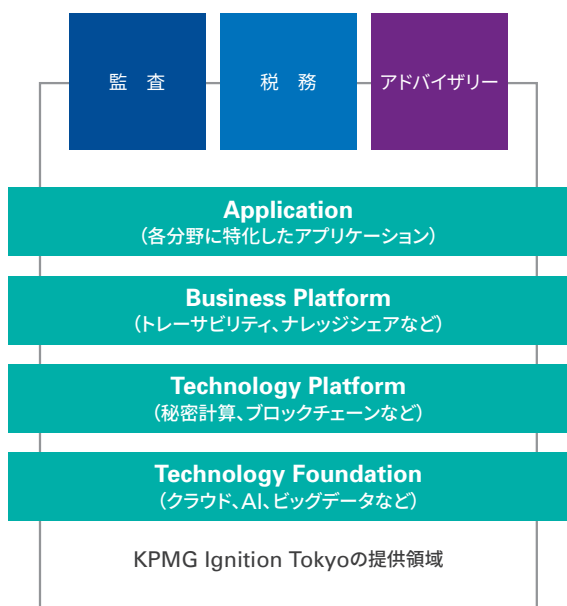 監 査
税 務
アドバイザリー
Application
(各分野に特化したアプリケーション)
Business Platform
(トレーサビリティ、ナレッジシェアなど)
Technology Platform
(秘密計算、ブロックチェーンなど)
Technology Foundation
(クラウド、AI、ビッグデータなど)
KPMG Ignition Tokyoの提供領域